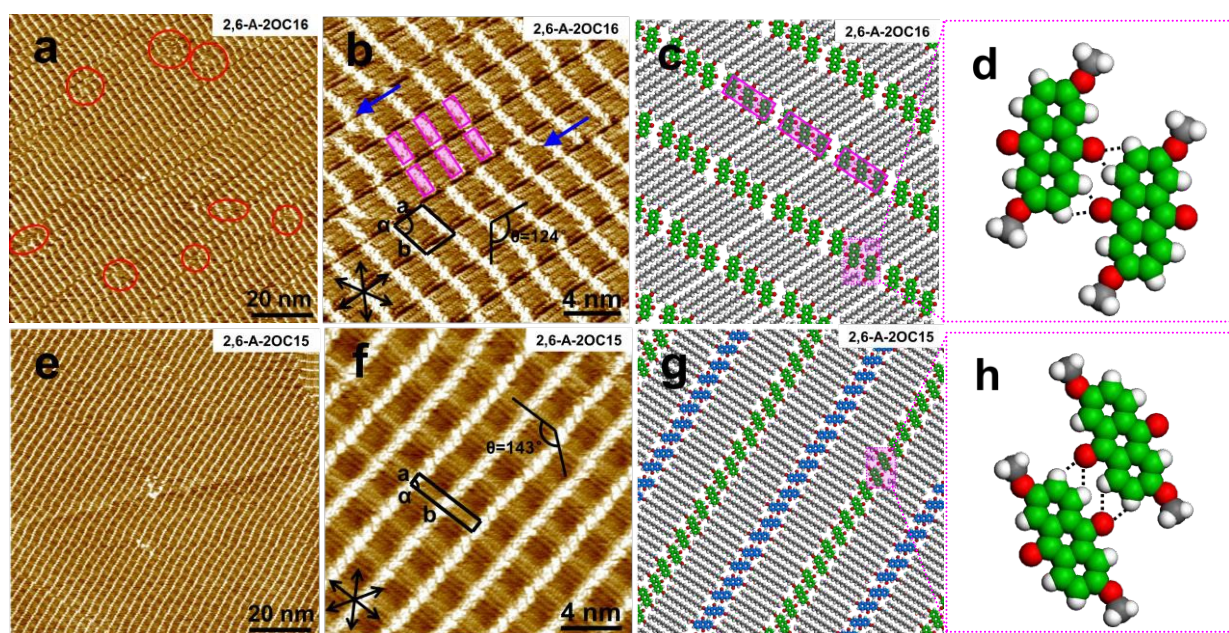 a
2,6-A-2OC16
20 nm
b
2,6-A-2OC16
a
α
b
θ=124
4 nm
c
2,6-A-2OC16
d
e
2,6-A-2OC15
20 nm
f
2,6-A-2OC15
a
α
b
θ=143
4 nm
g
2,6-A-2OC15
h